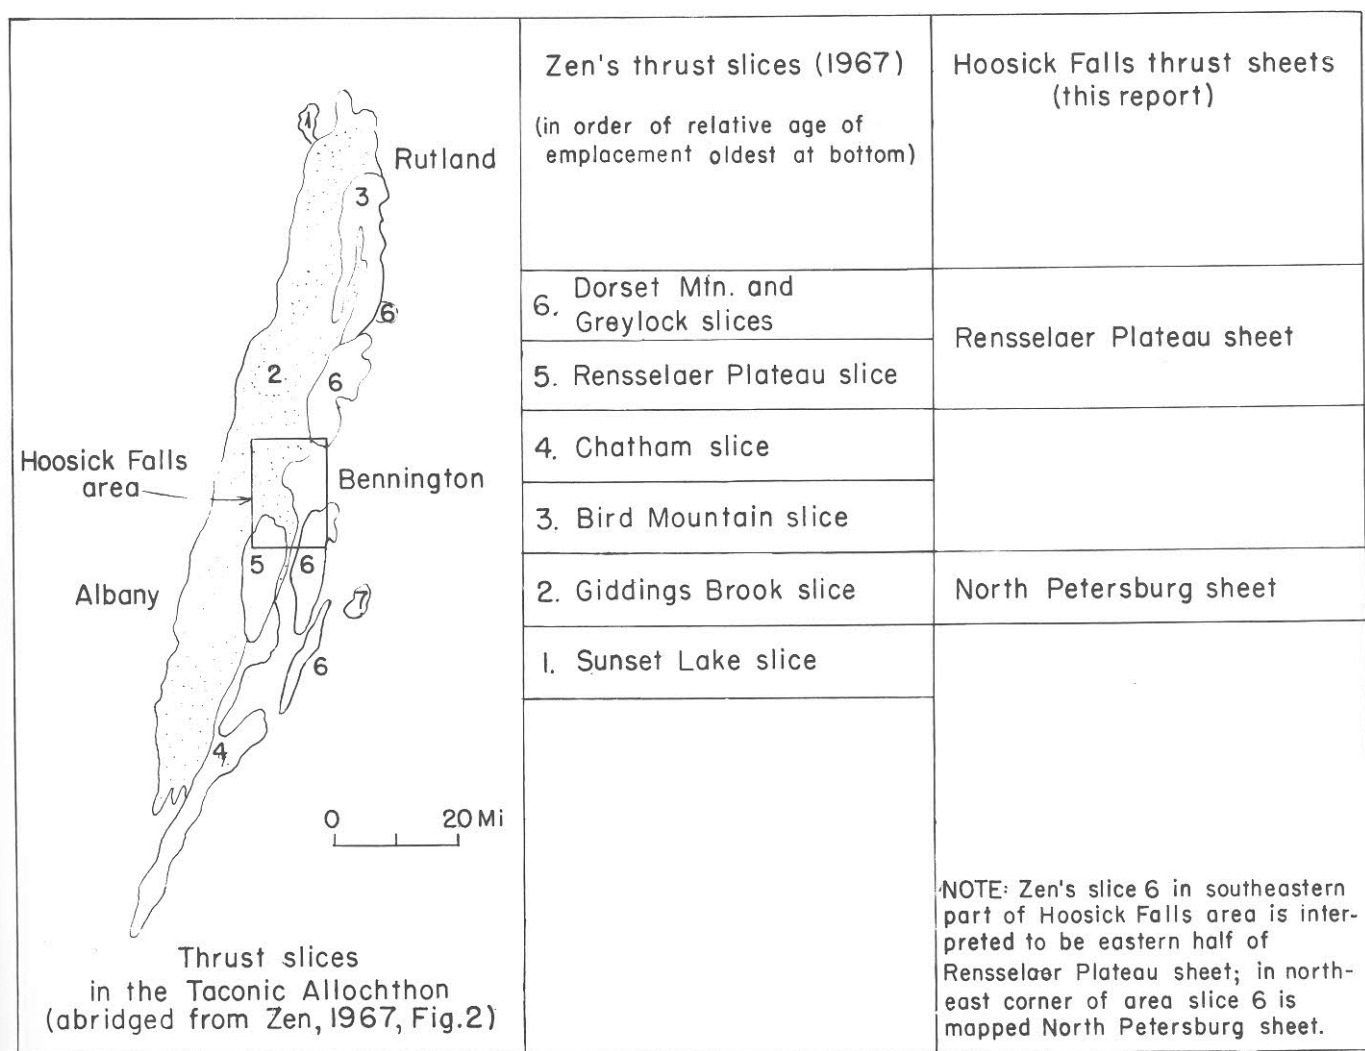 Zen's thrust slices (1967)
(in order of relative age of
emplacement oldest at bottom)
Hoosick Falls thrust sheets
(this report)
1
Rutland
3
6
2
6
Hoosick Falls
area
Bennington
5
6
Albany
7
6
4
0 20 Mi
Thrust slices
in the Taconic Allochthon
(abridged from Zen, 1967, Fig.2)
6. Dorset Mtn. and
Greylock slices
5. Rensselaer Plateau slice
Rensselaer Plateau sheet
4. Chatham slice
3. Bird Mountain slice
2. Giddings Brook slice
North Petersburg sheet
1. Sunset Lake slice
NOTE: Zen's slice 6 in southeastern
part of Hoosick Falls area is inter-
preted to be eastern half of
Rensselaer Plateau sheet; in north-
east corner of area slice 6 is
mapped North Petersburg sheet.